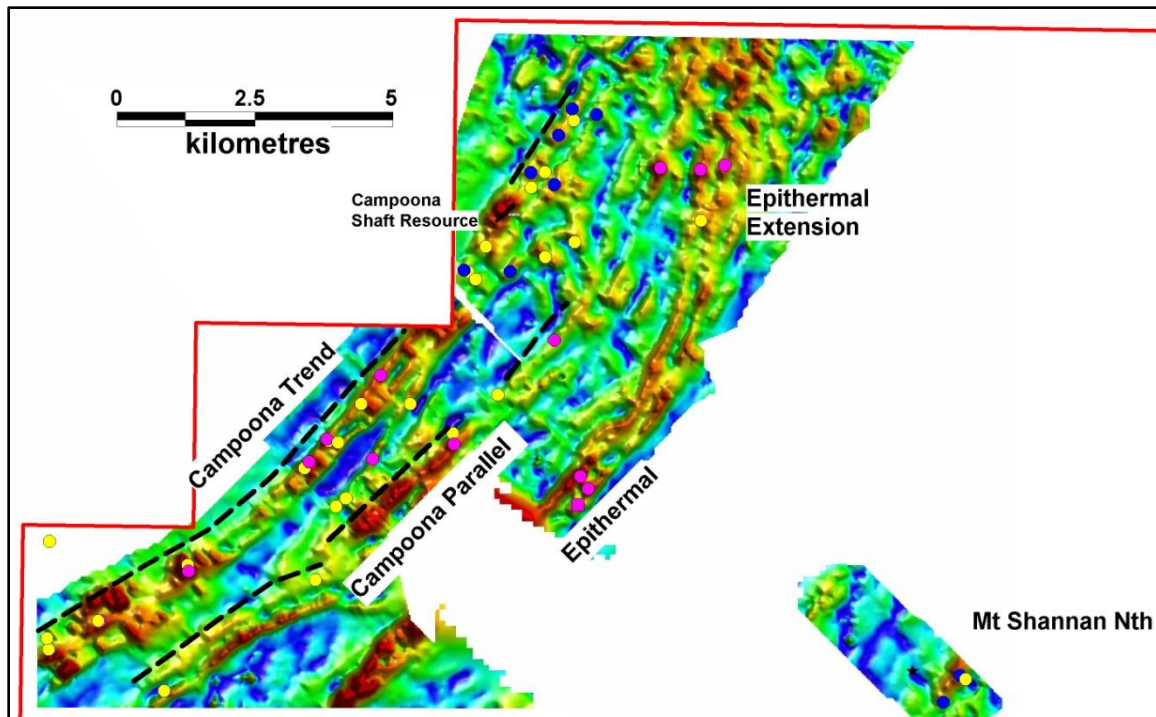 0 2.5 5
kilometres
Campoona
Shaft Resource
Epithermal
Extension
Campoona Trend
Campoona Parallel
Epithermal
Mt Shannan Nth